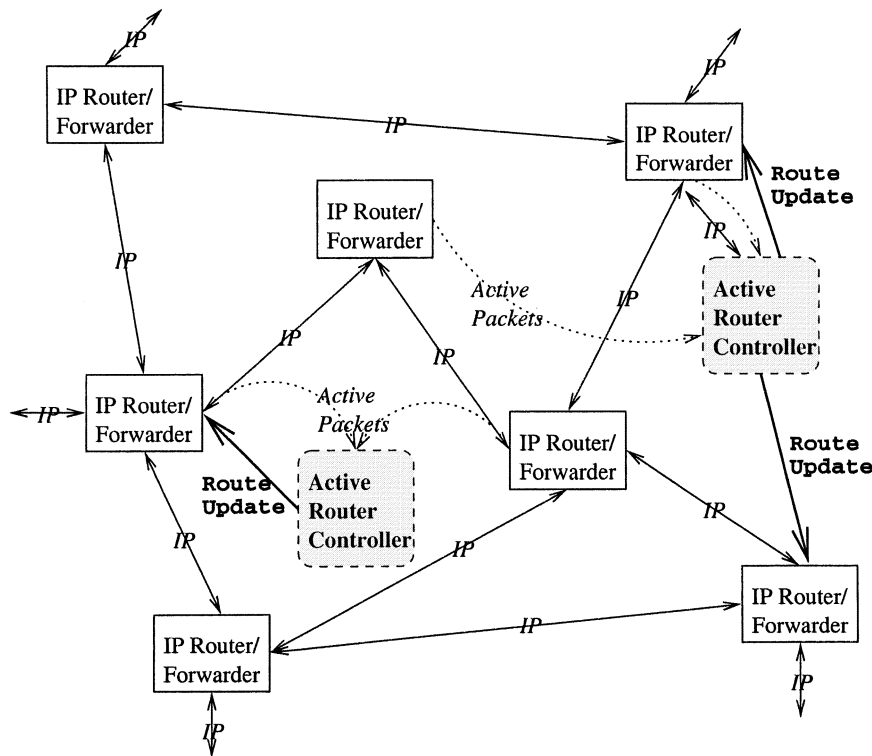 IP
IP Router/
Forwarder
IP
IP
IP Router/
Forwarder
Route
Update
IP Router/
Forwarder
IP
IP
IP
Active
Packets
Active
Router
Controller
IP
IP
IP
IP Router/
Forwarder
Active
Packets
IP Router/
Forwarder
Route
Update
Route
Update
Active
Router
Controller
IP
IP
IP
IP Router/
Forwarder
IP
IP Router/
Forwarder
IP
IP